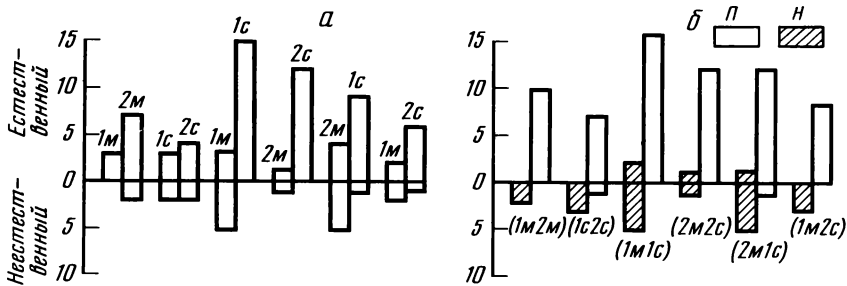 а
Естест-
венный
Неестест-
венный
15
10
5
0
5
10
1м 2м
1с 2с
1м 1с
2м 2с
2м 1с
1м 2с
б п н
15
10
5
0
5
10
(1м2м) (1с2с) (1м1с) (2м2с) (2м1с) (1м2с)